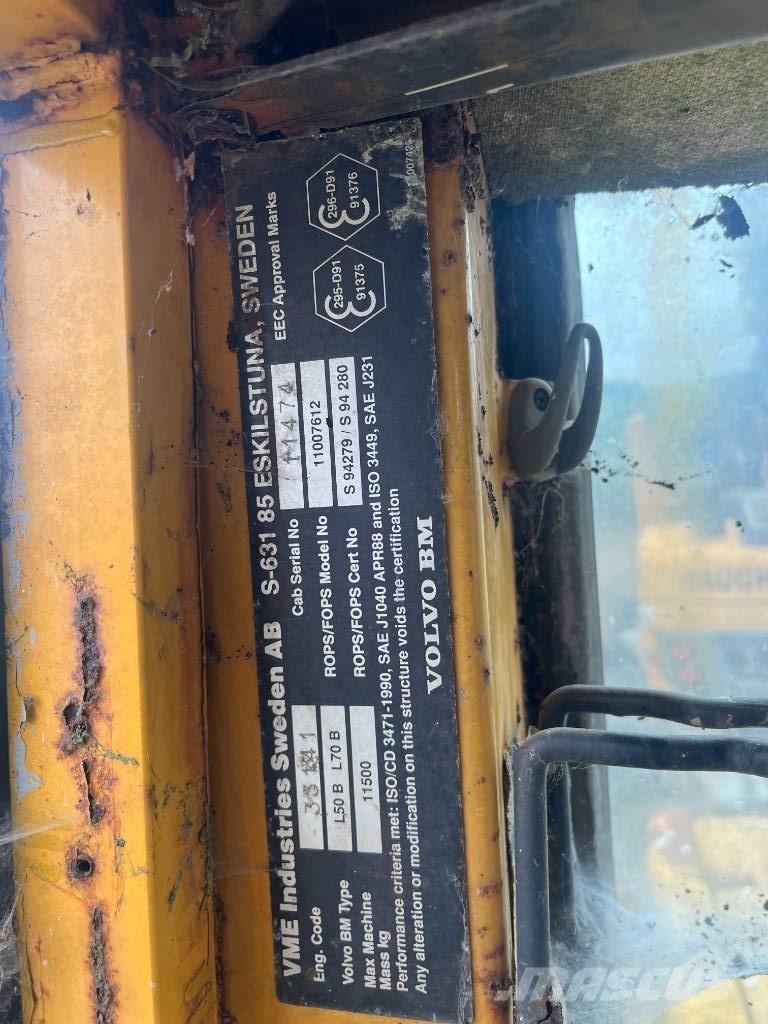 VME Industries Sweden AB S-631 85 ESKILSTUNA, SWEDEN
Eng. Code
Cab Serial No 11474
EEC Approval Marks
Volvo BM Type L50 B L70 B
ROPS/FOPS Model No 11007612
Max Machine Mass kg 11500
ROPS/FOPS Cert No S 94279 / S 94 280
295-D91
91375
296-D91
91376
Performance criteria met: ISO/CD 3471-1990, SAE J1040 APR88 and ISO 3449, SAE J231
Any alteration or modification on this structure voids the certification
VOLVO BM
MASCUS